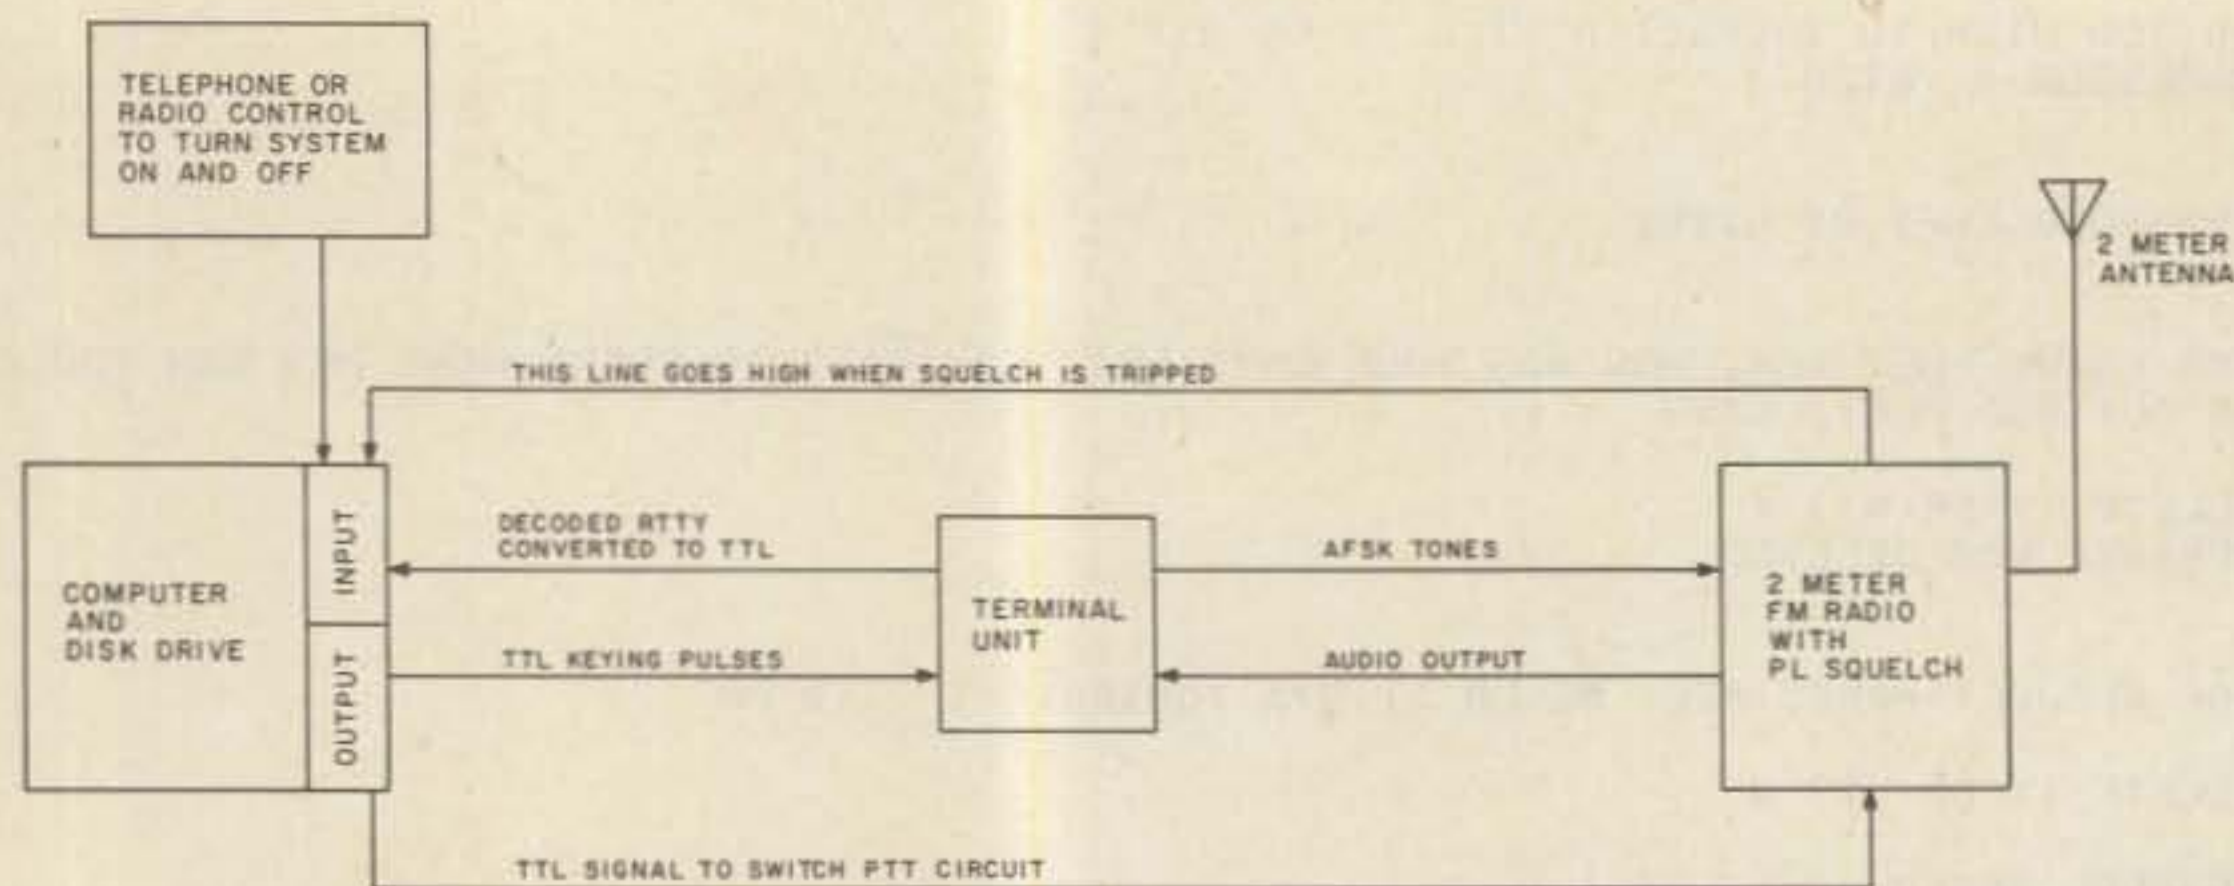 TELEPHONE OR
RADIO CONTROL
TO TURN SYSTEM
ON AND OFF
2 METER
ANTENNA
THIS LINE GOES HIGH WHEN SQUELCH IS TRIPPED
INPUT
DECODED RTTY
CONVERTED TO TTL
AFSK TONES
COMPUTER
AND
DISK DRIVE
TERMINAL
UNIT
2 METER
FM RADIO
WITH
PL SQUELCH
OUTPUT
TTL KEYING PULSES
AUDIO OUTPUT
TTL SIGNAL TO SWITCH PTT CIRCUIT